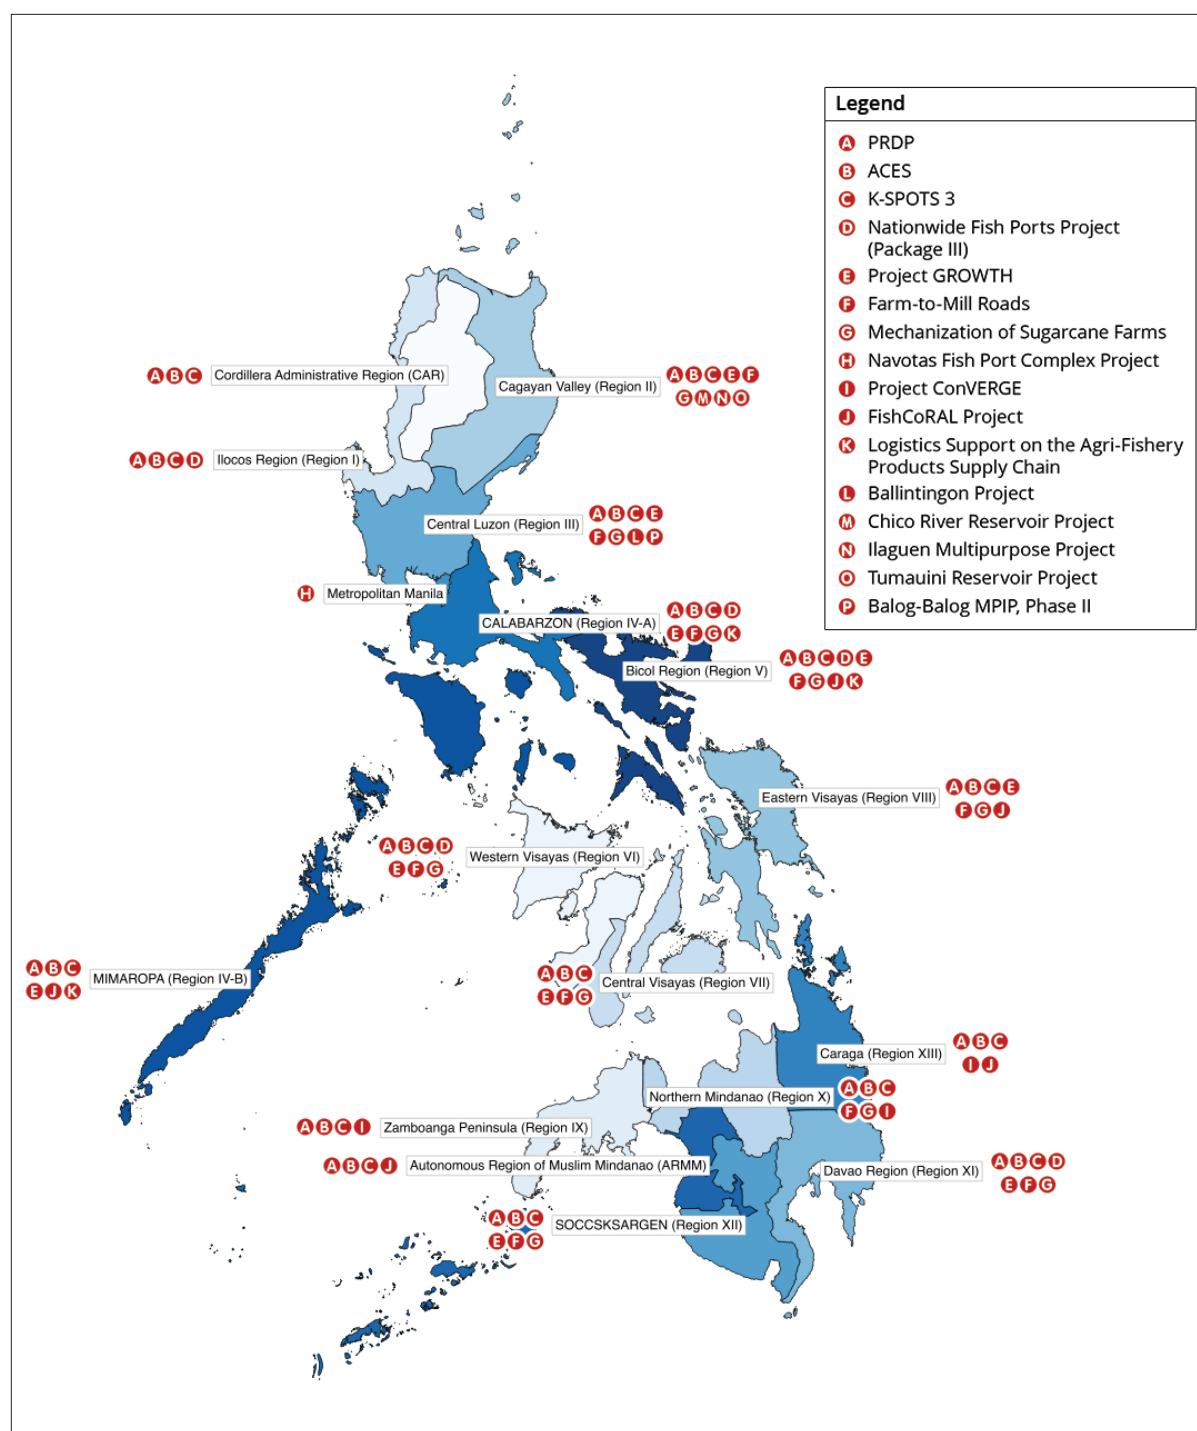 Legend
A PRDP
B ACES
C K-SPOTS 3
D Nationwide Fish Ports Project
(Package III)
E Project GROWTH
F Farm-to-Mill Roads
G Mechanization of Sugarcane Farms
H Navotas Fish Port Complex Project
I Project ConVERGE
J FishCoRAL Project
K Logistics Support on the Agri-Fishery
Products Supply Chain
L Ballintingon Project
M Chico River Reservoir Project
N Ilaguen Multipurpose Project
O Tumauini Reservoir Project
P Balog-Balog MPIP, Phase II
A B C Cordillera Administrative Region (CAR)
Cagayan Valley (Region II) A B C E F
G M N O
A B C D Ilocos Region (Region I)
Central Luzon (Region III) A B C E
F G L P
H Metropolitan Manila
CALABARZON (Region IV-A) A B C D
E F G K
Bicol Region (Region V) A B C D E
F G J K
Eastern Visayas (Region VIII) A B C E
F G J
A B C D Western Visayas (Region VI)
E F G
A B C MIMAROPA (Region IV-B)
E J K
A B C Central Visayas (Region VII)
E F G
Caraga (Region XIII) A B C
I J
Northern Mindanao (Region X) A B C
F G I
A B C I Zamboanga Peninsula (Region IX)
A B C J Autonomous Region of Muslim Mindanao (ARMM)
Davao Region (Region XI) A B C D
E F G
A B C SOCCSKSARGEN (Region XII)
E F G